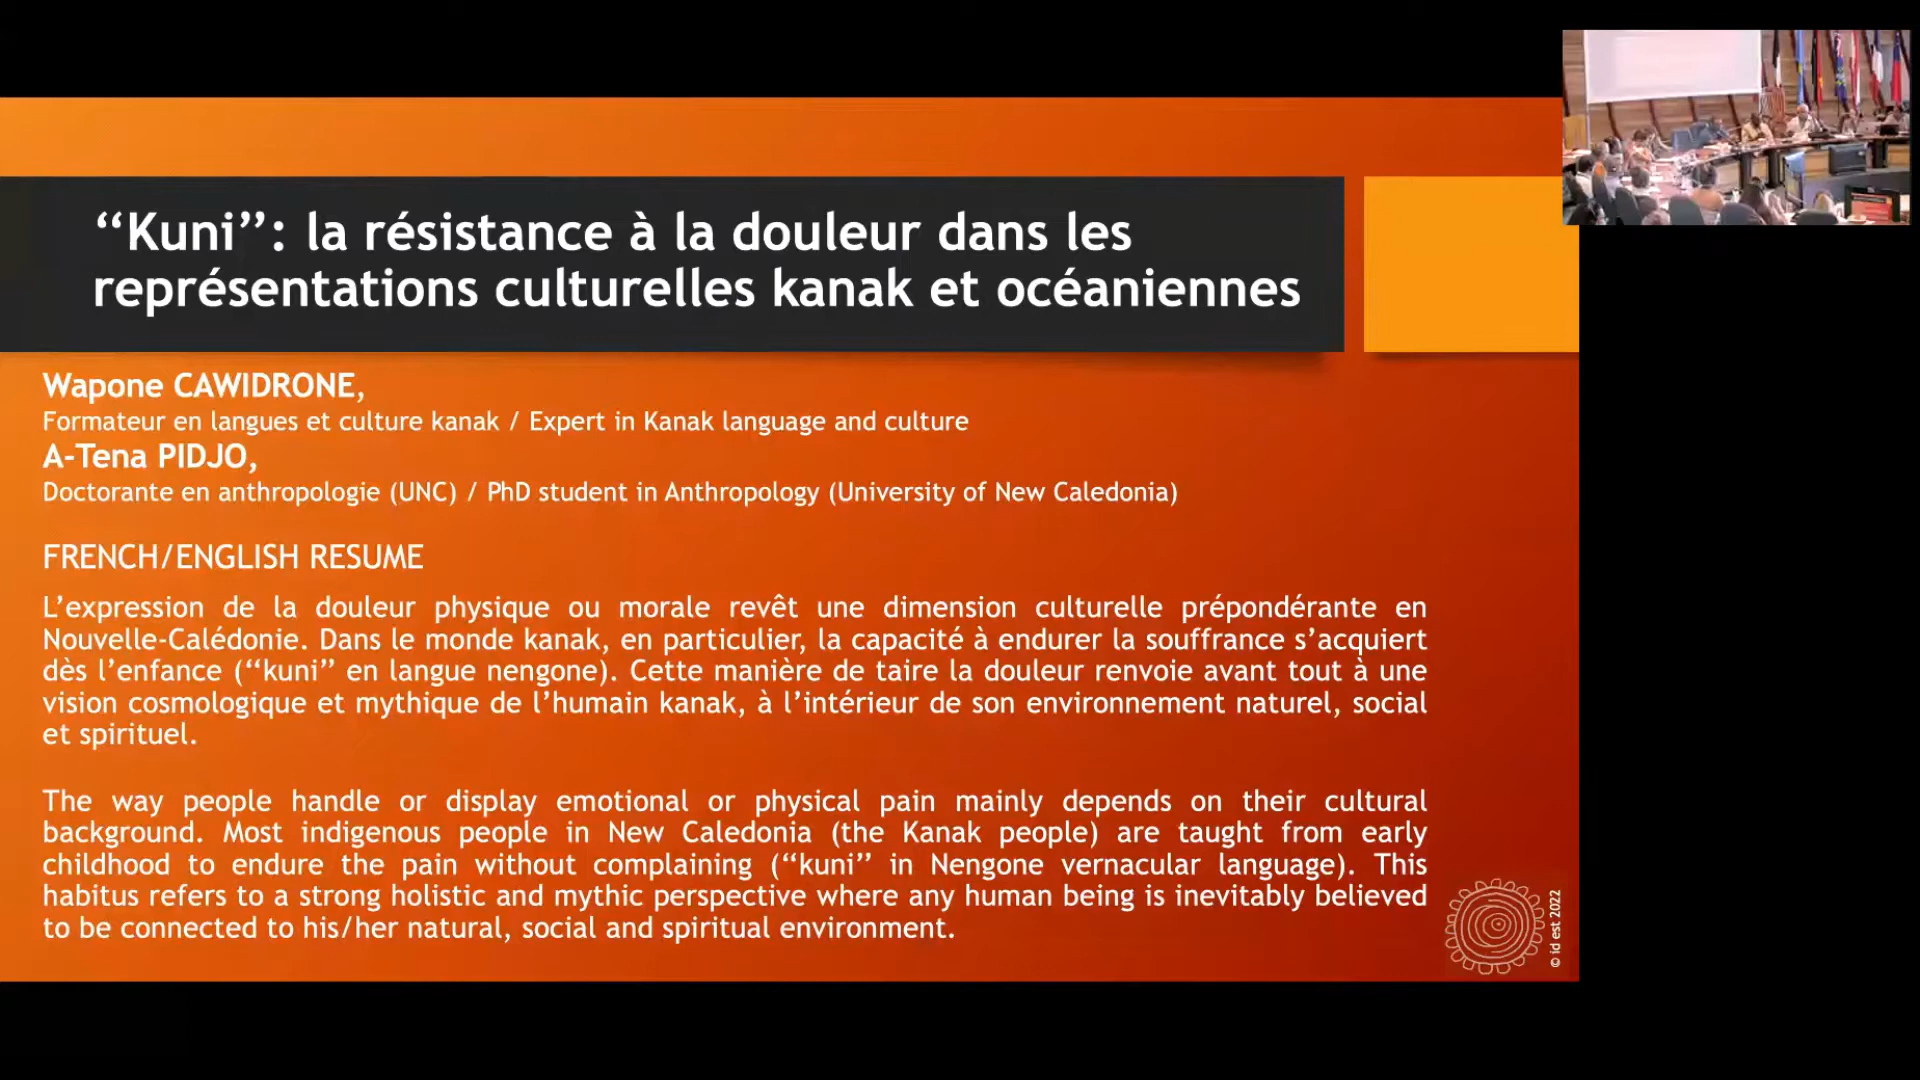 “Kuni”: la résistance à la douleur dans les
représentations culturelles kanak et océaniennes
Wapone CAWIDRONE,
Formateur en langues et culture kanak / Expert in Kanak language and culture
A-Tena PIDJO,
Doctorante en anthropologie (UNC) / PhD student in Anthropology (University of New Caledonia)
FRENCH/ENGLISH RESUME
L’expression de la douleur physique ou morale revêt une dimension culturelle prépondérante en
Nouvelle-Calédonie. Dans le monde kanak, en particulier, la capacité à endurer la souffrance s’acquiert
dès l’enfance (“kuni” en langue nengone). Cette manière de taire la douleur renvoie avant tout à une
vision cosmologique et mythique de l’humain kanak, à l’intérieur de son environnement naturel, social
et spirituel.
The way people handle or display emotional or physical pain mainly depends on their cultural
background. Most indigenous people in New Caledonia (the Kanak people) are taught from early
childhood to endure the pain without complaining (“kuni” in Nengone vernacular language). This
habitus refers to a strong holistic and mythic perspective where any human being is inevitably believed
to be connected to his/her natural, social and spiritual environment.
© id est 2022